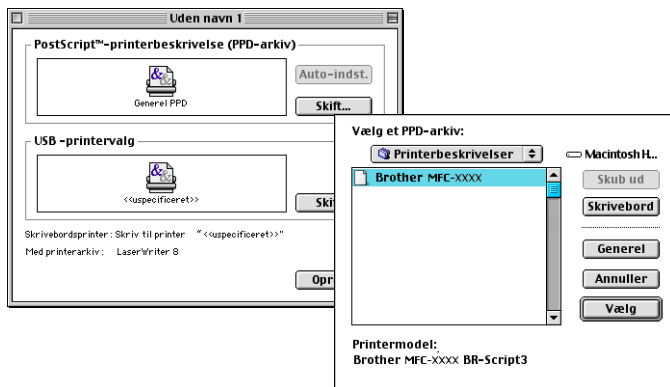 Uden navn 1
PostScript™-printerbeskrivelse (PPD-arkiv)
Generel PPD
Auto-indst.
Skift...
USB -printervalg
<<uspecificeret>>
Skrivebordsprinter: Skriv til printer "<<uspecificeret>>"
Med printerarkiv: LaserWriter 8
Vælg et PPD-arkiv:
Printerbeskrivelser
Macintosh H...
Brother MFC-XXXX
Skub ud
Skrivebord
Generel
Annuller
Vælg
Printermodel:
Brother MFC-XXXX BR-Script3